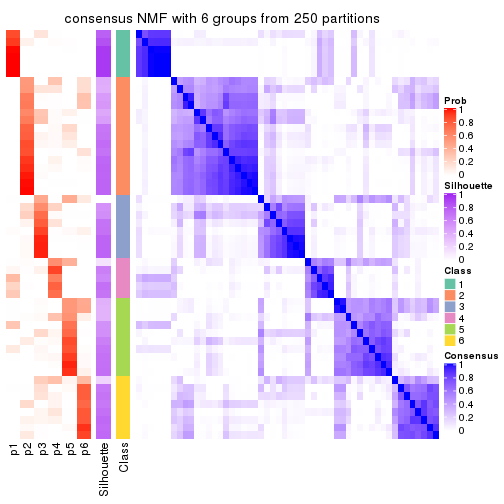 consensus NMF with 6 groups from 250 partitions
Prob
1
0.8
0.6
0.4
0.2
0
Silhouette
1
0.8
0.6
0.4
0.2
0
Class
1
2
3
4
5
6
Consensus
1
0.8
0.6
0.4
0.2
0
p1
p2
p3
p4
p5
p6
Silhouette
Class